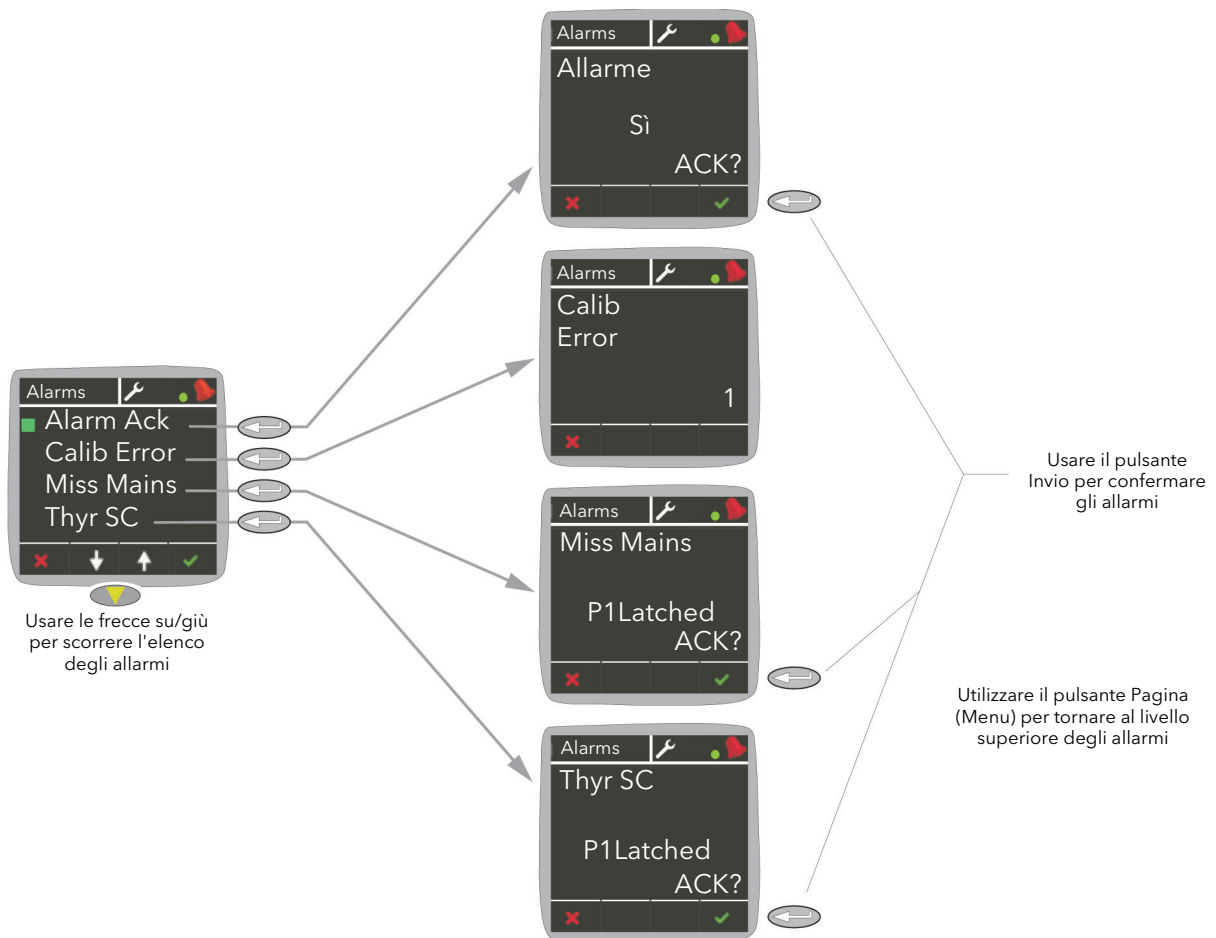 Alarms
Alarm Ack
Calib Error
Miss Mains
Thyr SC
Usare le frecce su/giù
per scorrere l'elenco
degli allarmi
Alarms
Allarme
Sì
ACK?
Alarms
Calib
Error
1
Alarms
Miss Mains
P1Latched
ACK?
Alarms
Thyr SC
P1Latched
ACK?
Usare il pulsante
Invio per confermare
gli allarmi
Utilizzare il pulsante Pagina
(Menu) per tornare al livello
superiore degli allarmi